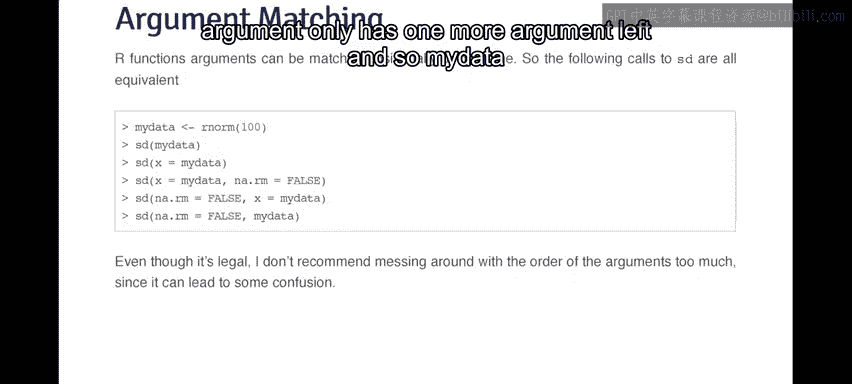 Argument Matching
argument only has one more argument left
and so mydata
R functions arguments can be match e. So the following calls to sd are all
equivalent
> mydata <- rnorm(100)
> sd(mydata)
> sd(x = mydata)
> sd(x = mydata, na.rm = FALSE)
> sd(na.rm = FALSE, x = mydata)
> sd(na.rm = FALSE, mydata)
Even though it's legal, I don't recommend messing around with the order of the arguments too much,
since it can lead to some confusion.